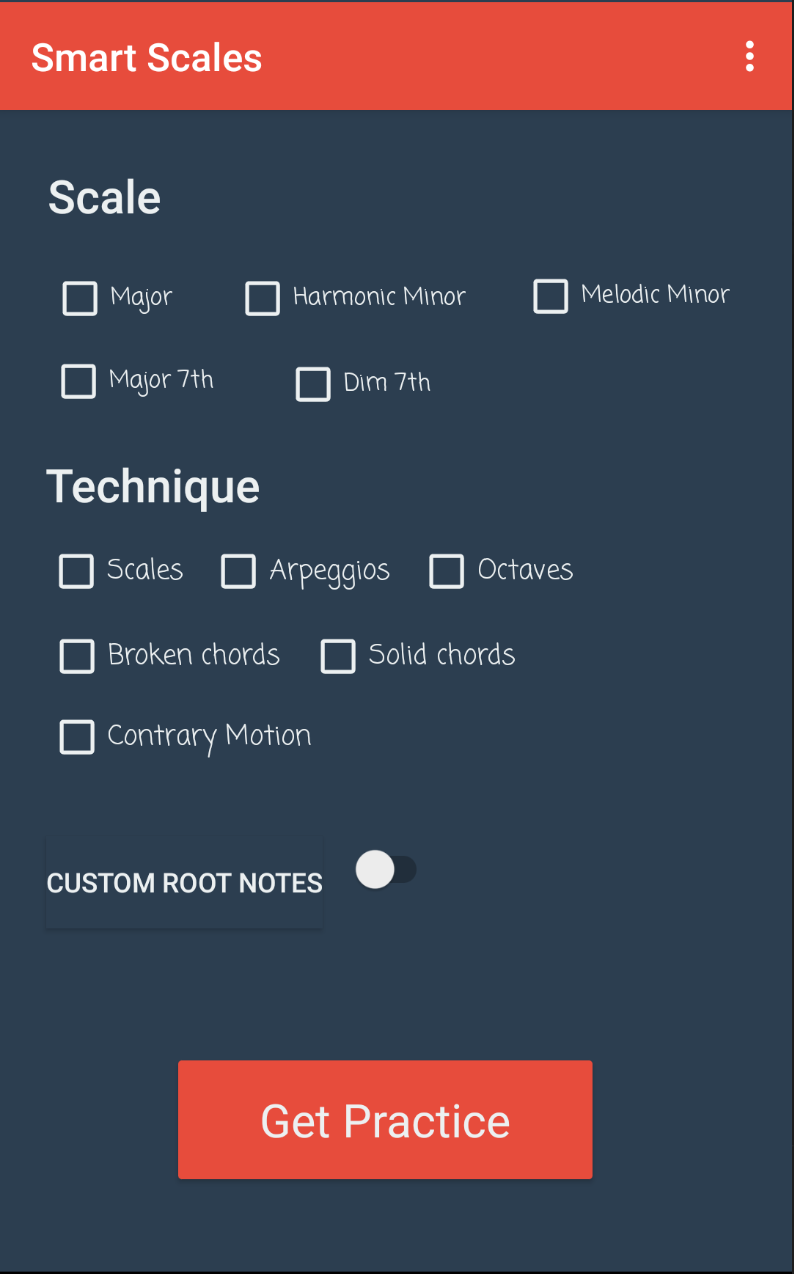 Smart Scales
Scale
Major Harmonic Minor Melodic Minor
Major 7th Dim 7th
Technique
Scales Arpeggios Octaves
Broken chords Solid chords
Contrary Motion
CUSTOM ROOT NOTES
Get Practice